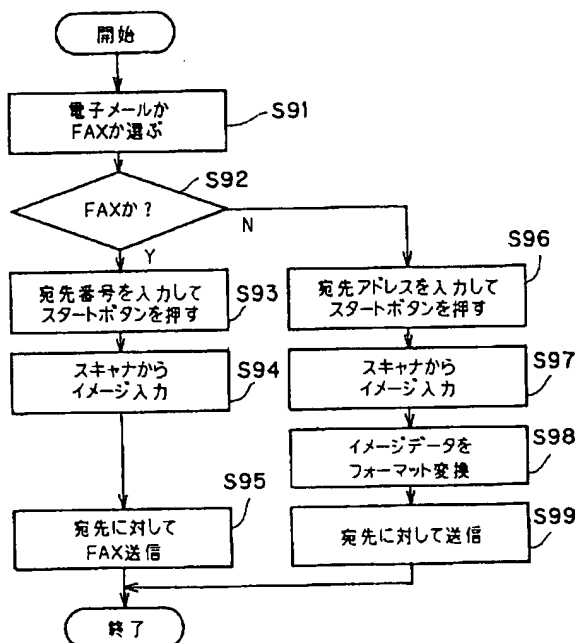 開始
電子メールか
FAXか選ぶ
S91
FAXか?
S92
N
Y
宛先番号を入力して
スタートボタンを押す
S93
スキャナから
イメージ入力
S94
宛先に対して
FAX送信
S95
宛先アドレスを入力して
スタートボタンを押す
S96
スキャナから
イメージ入力
S97
イメージデータを
フォーマット変換
S98
宛先に対して送信
S99
終了